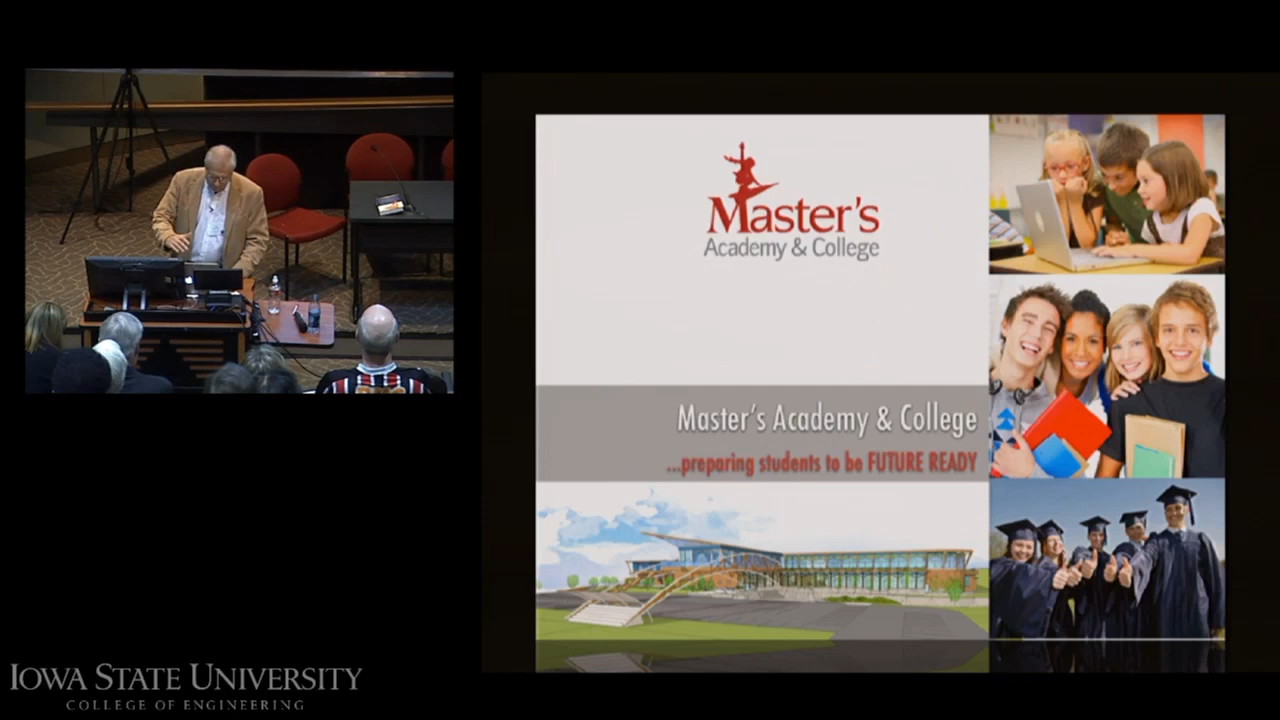 Master's
Academy & College
Master's Academy & College
...preparing students to be FUTURE READY
IOWA STATE UNIVERSITY
COLLEGE OF ENGINEERING